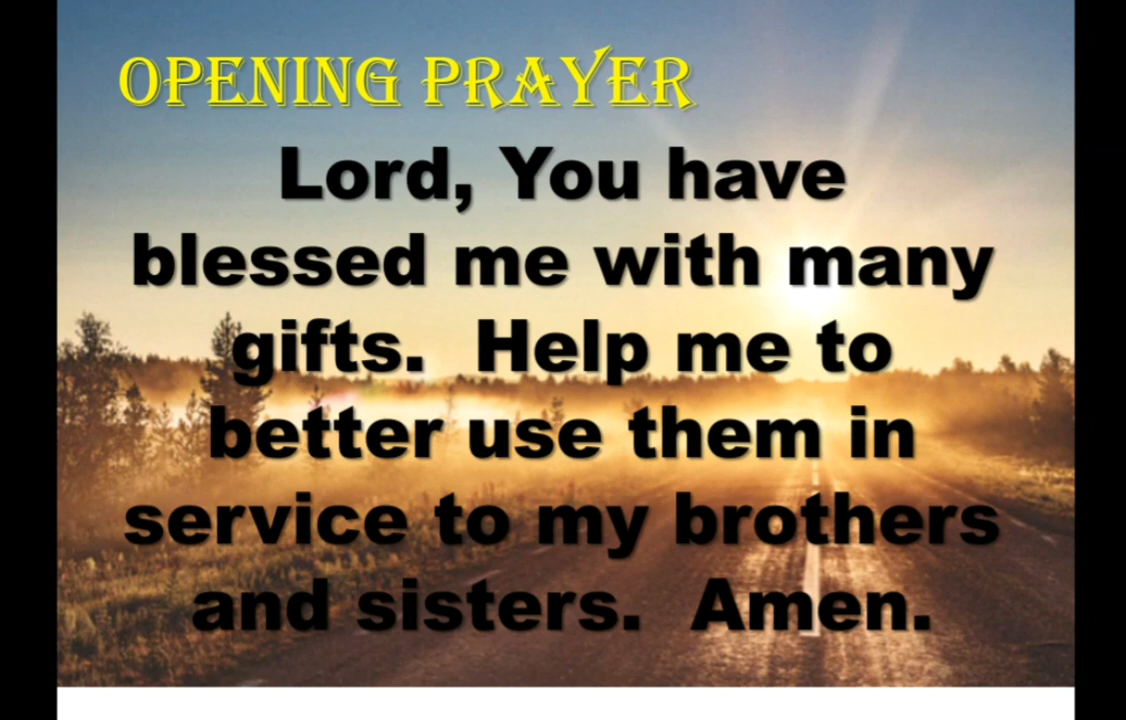 OPENING PRAYER
Lord, You have
blessed me with many
gifts.  Help me to
better use them in
service to my brothers
and sisters.  Amen.